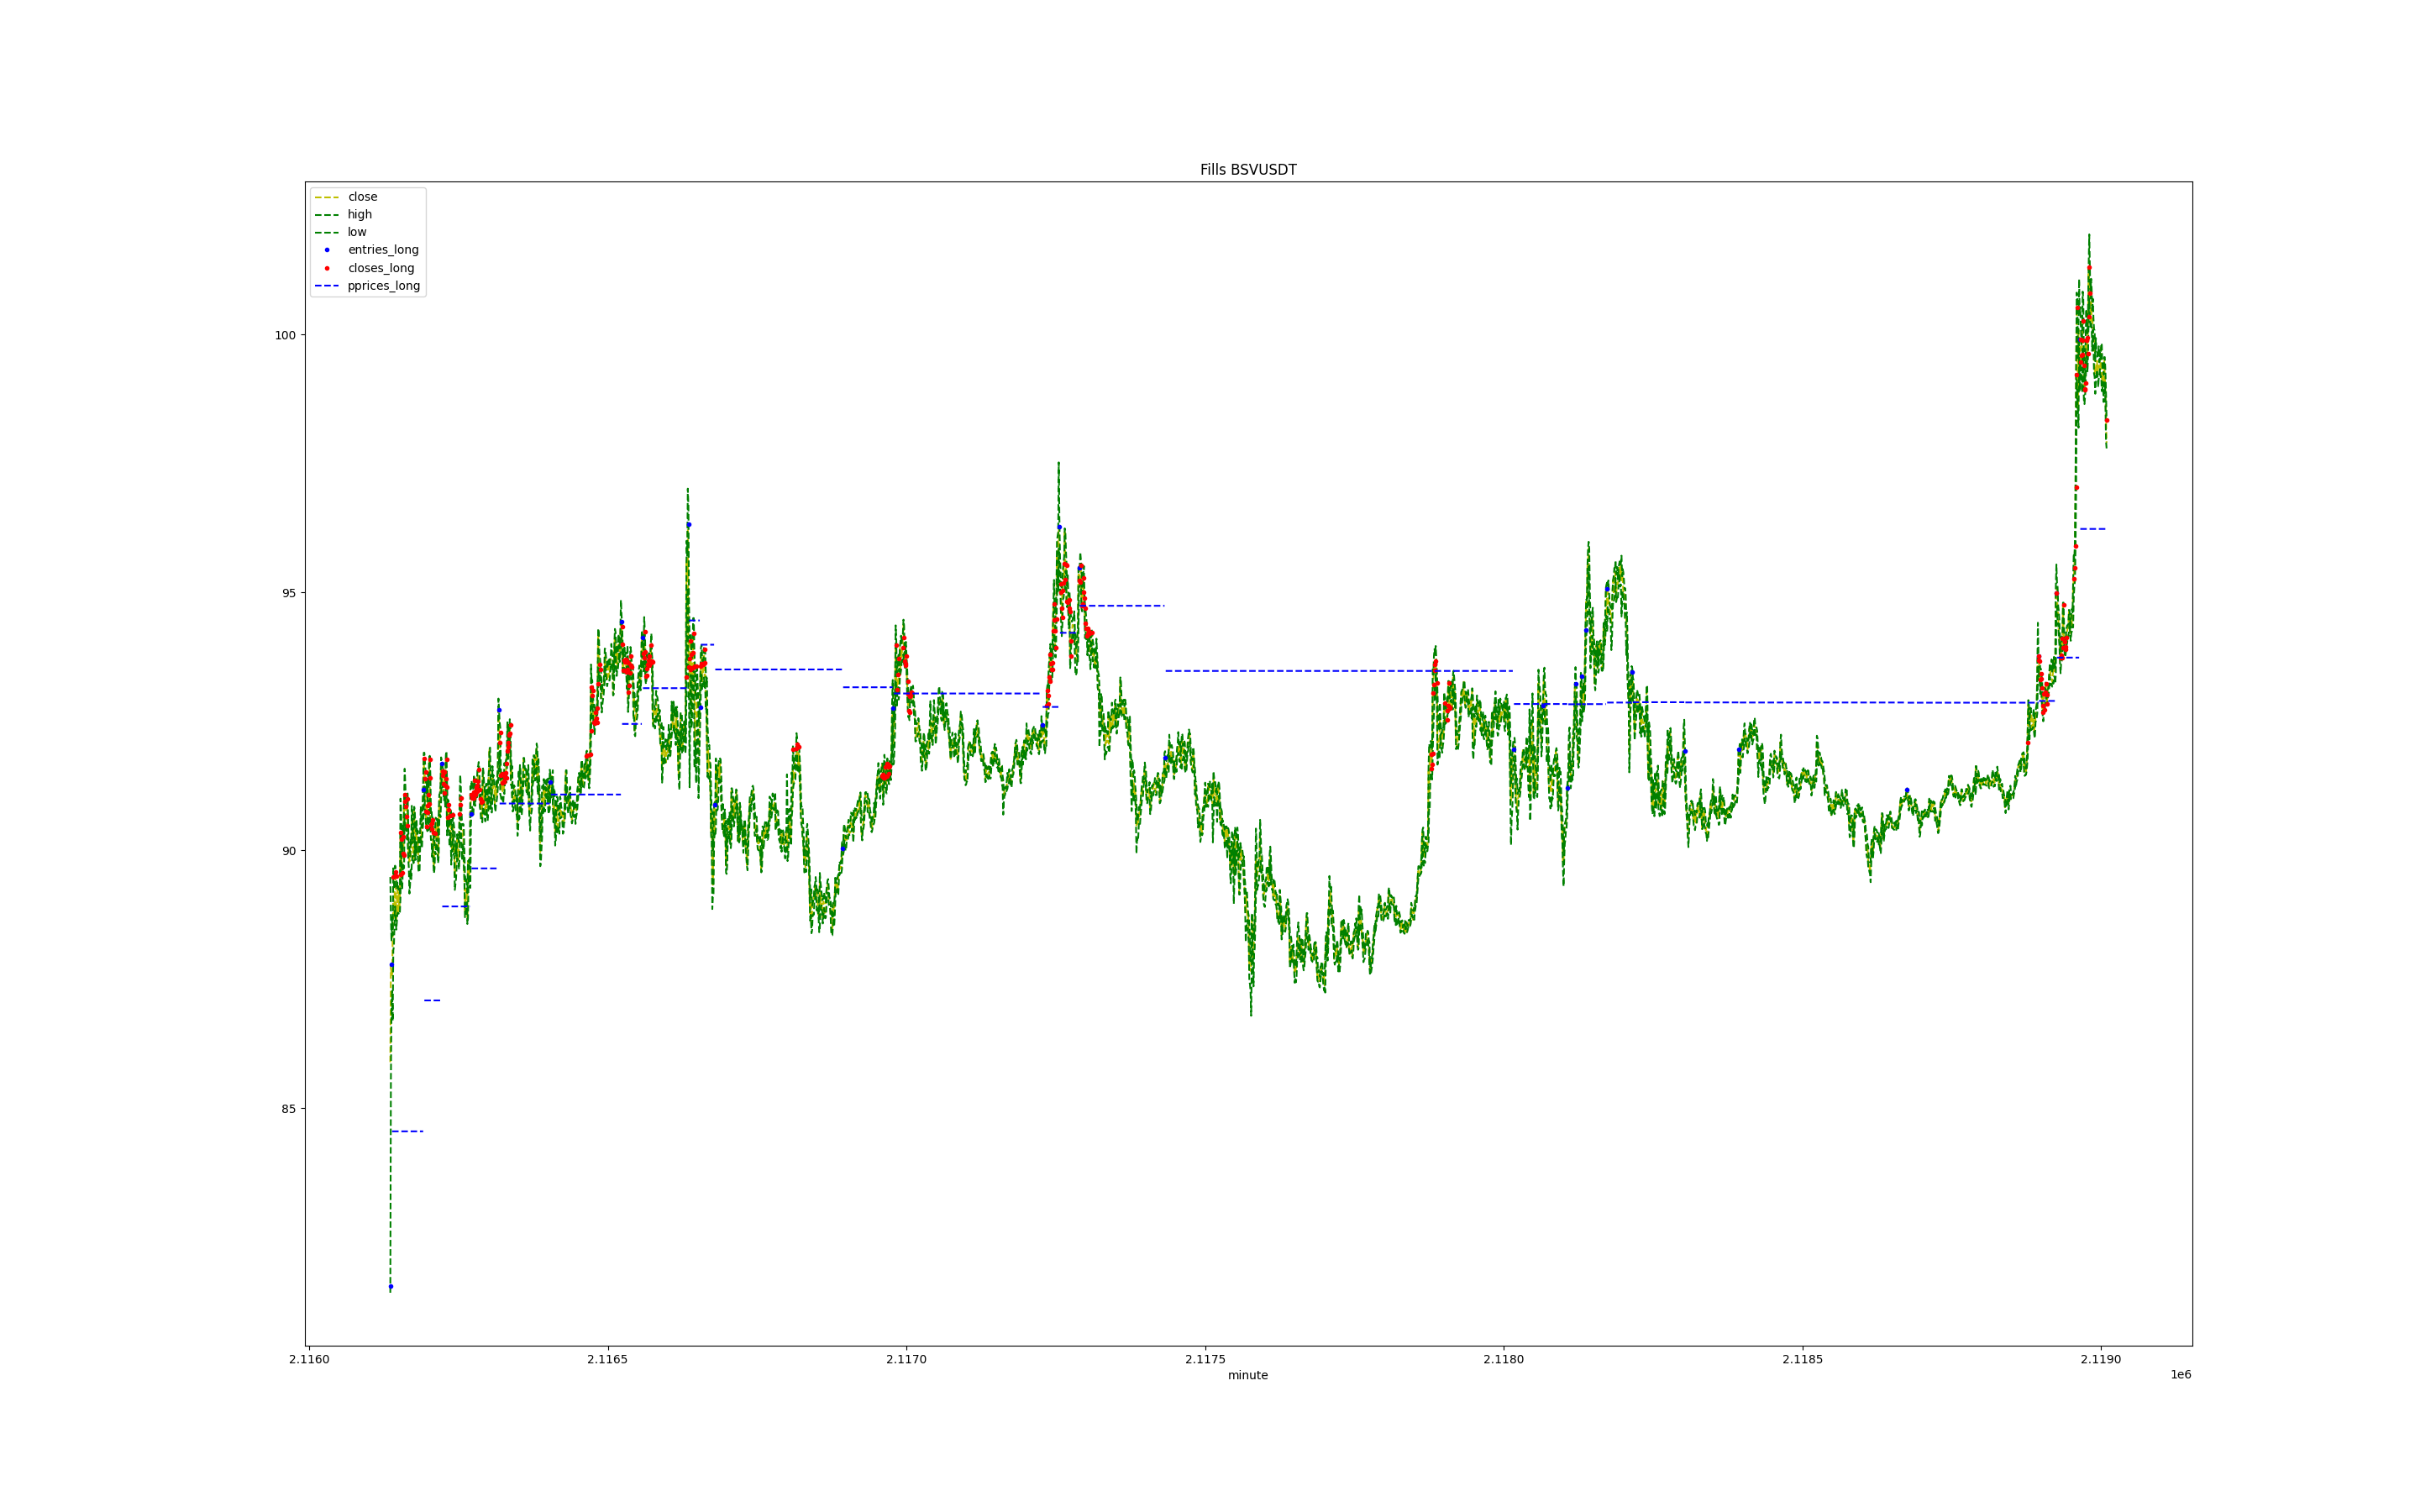 Fills BSVUSDT
close
high
low
entries_long
closes_long
pprices_long
100
95
90
85
2.1160 2.1165 2.1170 2.1175 2.1180 2.1185 2.1190
minute
1e6